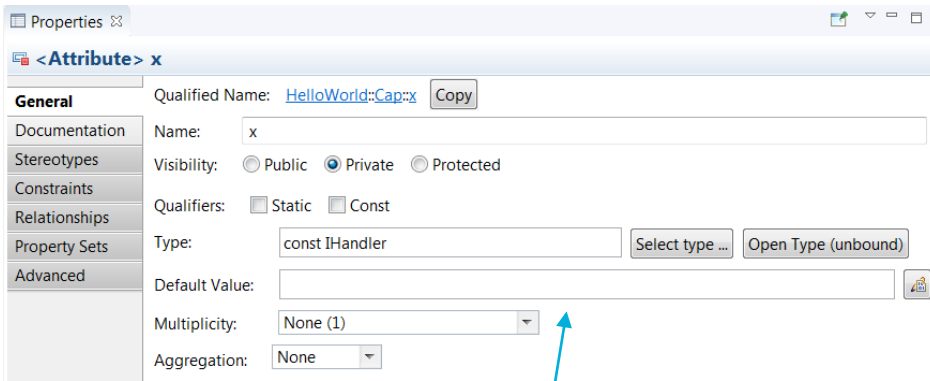 Properties
<Attribute> x
General
Documentation
Stereotypes
Constraints
Relationships
Property Sets
Advanced
Qualified Name: HelloWorld::Cap::x Copy
Name: x
Visibility: Public Private Protected
Qualifiers: Static Const
Type: const IHandler Select type ... Open Type (unbound)
Default Value:
Multiplicity: None (1)
Aggregation: None